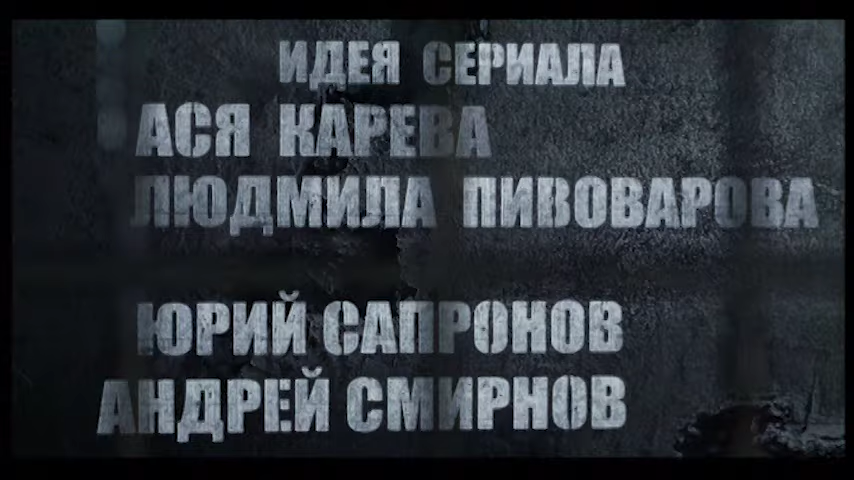 ИДЕЯ СЕРИАЛА
АСЯ КАРЕВА
ЛЮДМИЛА ПИВОВАРОВА
ЮРИЙ САПРОНОВ
АНДРЕЙ СМИРНОВ